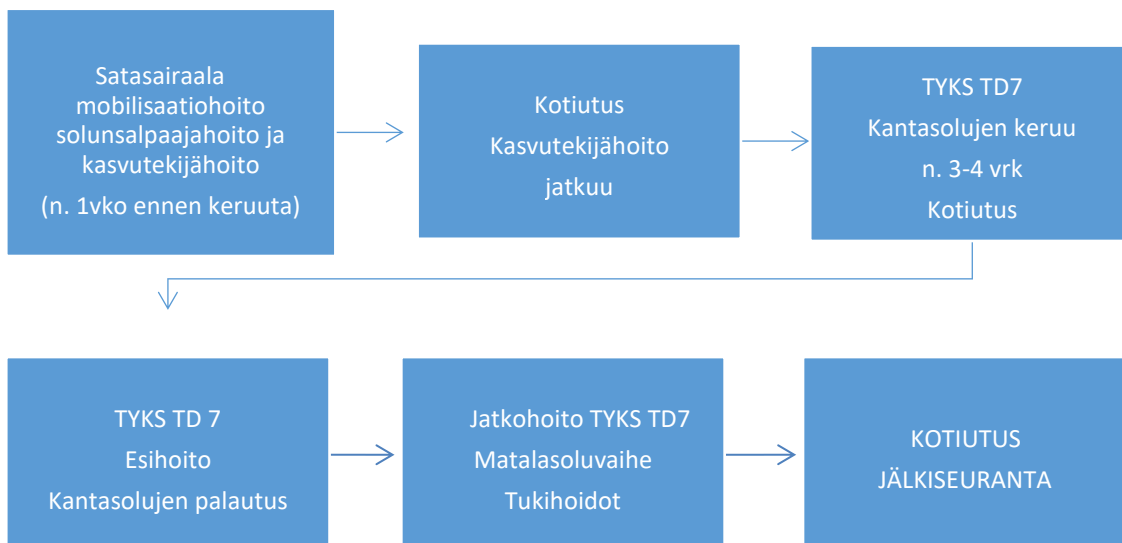 Satasairaala
mobilisaatiohoito
solunsalpaajahoito ja
kasvutekijähoito
(n. 1vko ennen keruuta)
Kotiutus
Kasvutekijähoito
jatkuu
TYKS TD7
Kantasolujen keruu
n. 3-4 vrk
Kotiutus
TYKS TD 7
Esihoito
Kantasolujen palautus
Jatkohoito TYKS TD7
Matalasoluvaihe
Tukihoidot
KOTIUTUS
JÄLKISEURANTA